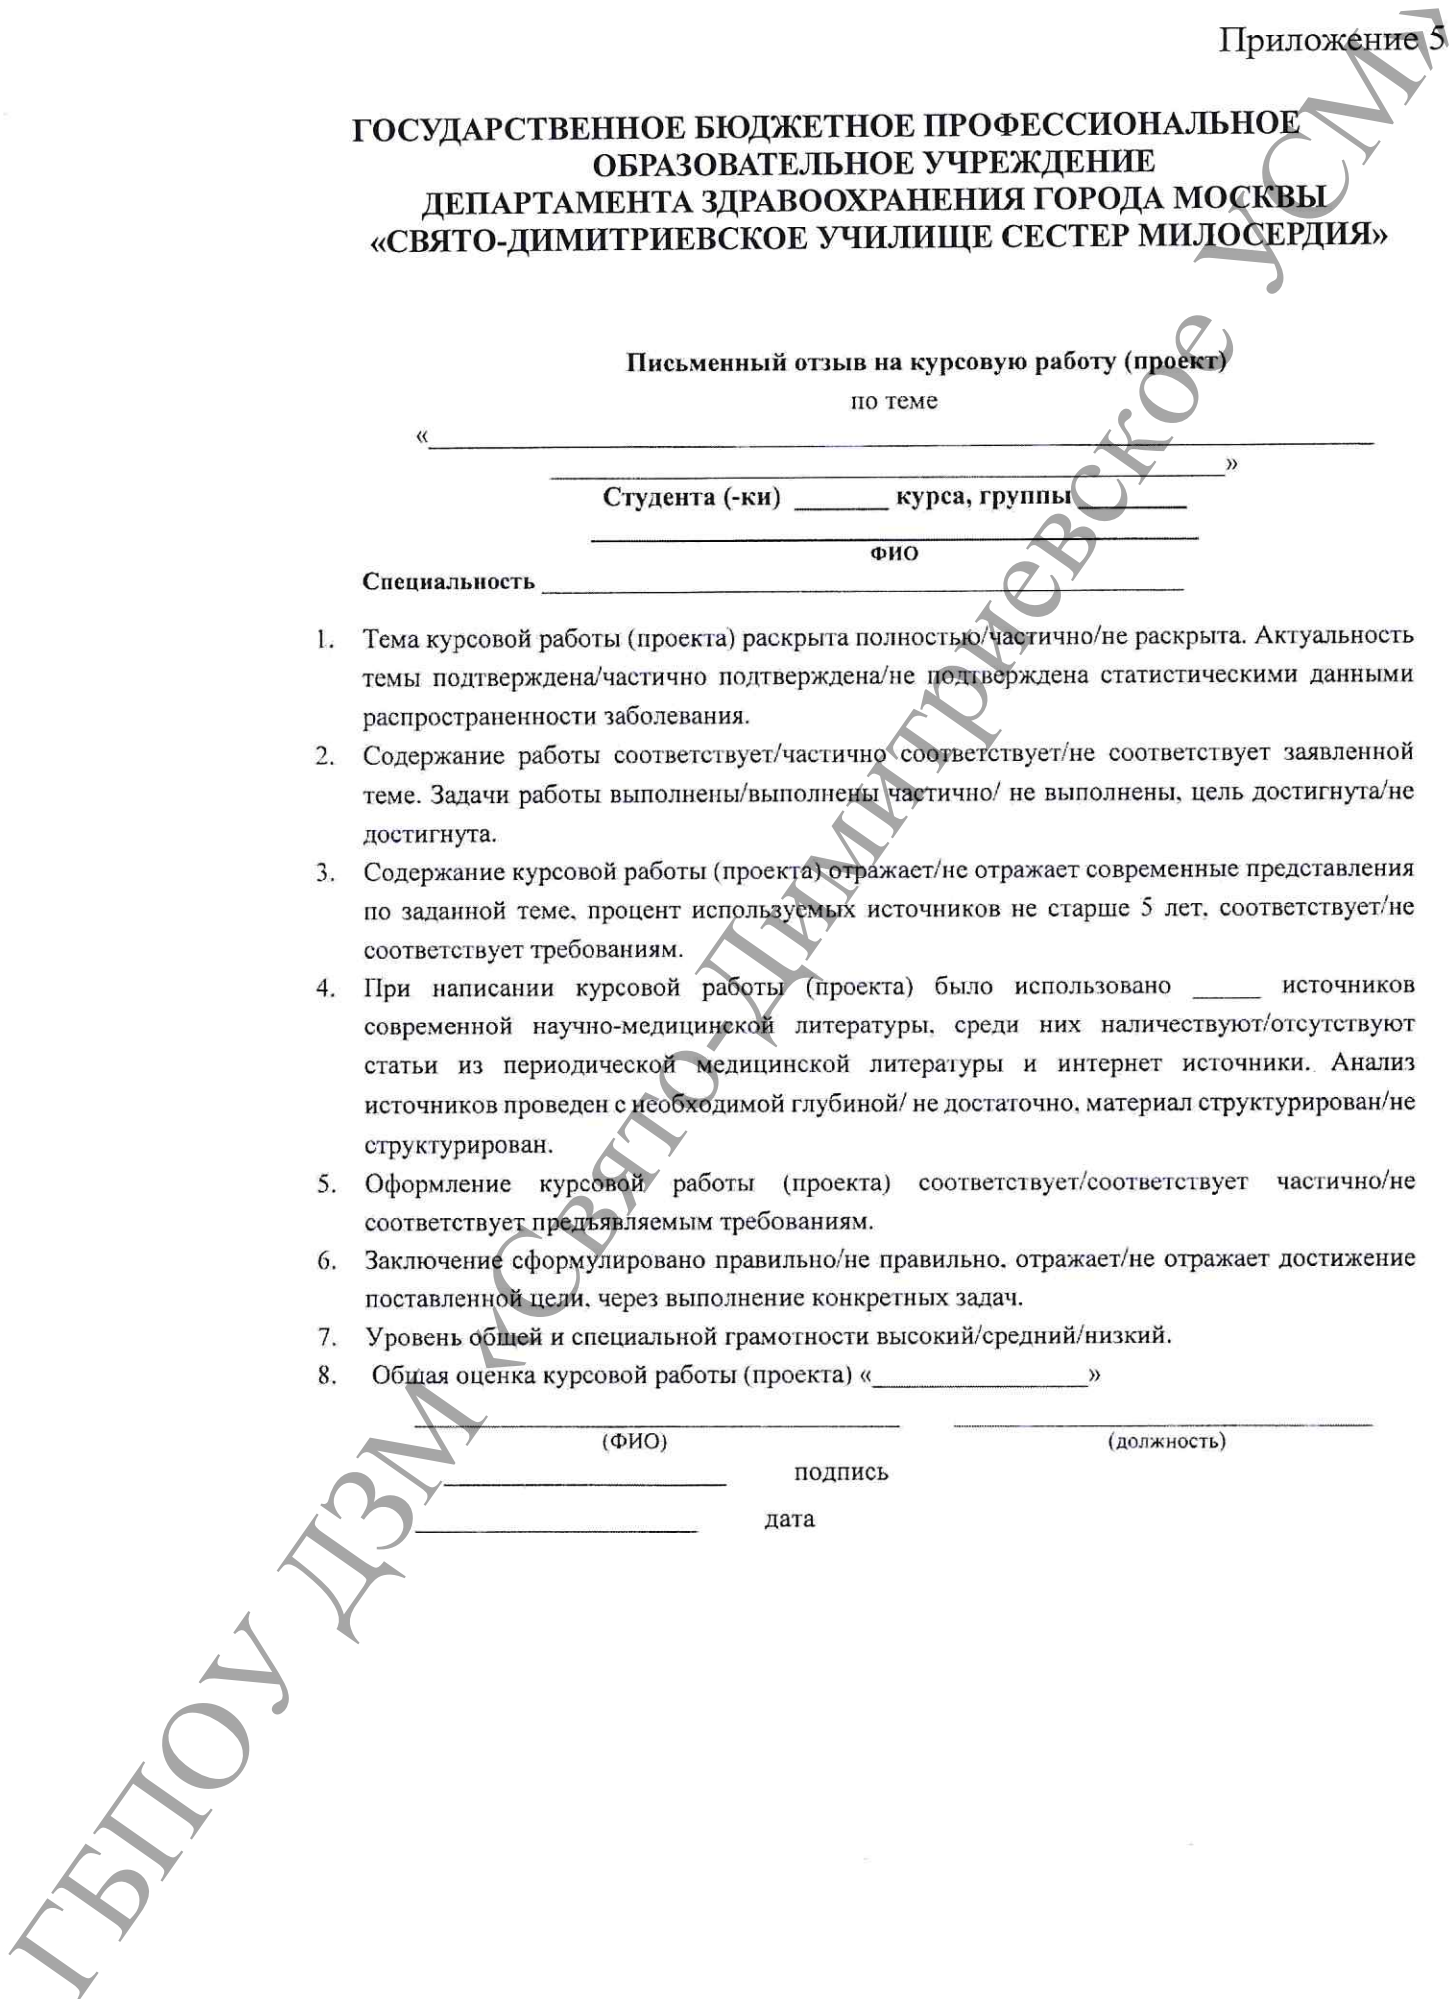 Приложение 5
ГОСУДАРСТВЕННОЕ БЮДЖЕТНОЕ ПРОФЕССИОНАЛЬНОЕ
ОБРАЗОВАТЕЛЬНОЕ УЧРЕЖДЕНИЕ
ДЕПАРТАМЕНТА ЗДРАВООХРАНЕНИЯ ГОРОДА МОСКВЫ
«СВЯТО-ДИМИТРИЕВСКОЕ УЧИЛИЩЕ СЕСТЕР МИЛОСЕРДИЯ»
Письменный отзыв на курсовую работу (проект)
по теме
«______________________________
______________________________»
Студента (-ки) _______ курса, группы ________
______________________________
ФИО
Специальность ______________________________
1. Тема курсовой работы (проекта) раскрыта полностью/частично/не раскрыта. Актуальность
темы подтверждена/частично подтверждена/не подтверждена статистическими данными
распространенности заболевания.
2. Содержание работы соответствует/частично соответствует/не соответствует заявленной
теме. Задачи работы выполнены/выполнены частично/ не выполнены, цель достигнута/не
достигнута.
3. Содержание курсовой работы (проекта) отражает/не отражает современные представления
по заданной теме, процент используемых источников не старше 5 лет, соответствует/не
соответствует требованиям.
4. При написании курсовой работы (проекта) было использовано _____ источников
современной научно-медицинской литературы, среди них наличествуют/отсутствуют
статьи из периодической медицинской литературы и интернет источники. Анализ
источников проведен с необходимой глубиной/ не достаточно, материал структурирован/не
структурирован.
5. Оформление курсовой работы (проекта) соответствует/соответствует частично/не
соответствует предъявляемым требованиям.
6. Заключение сформулировано правильно/не правильно, отражает/не отражает достижение
поставленной цели, через выполнение конкретных задач.
7. Уровень общей и специальной грамотности высокий/средний/низкий.
8. Общая оценка курсовой работы (проекта) «________________»
(ФИО) (должность)
_____________________ подпись
_____________________ дата
ГБПОУ ДЗМ «Свято-Димитриевское УСМ»